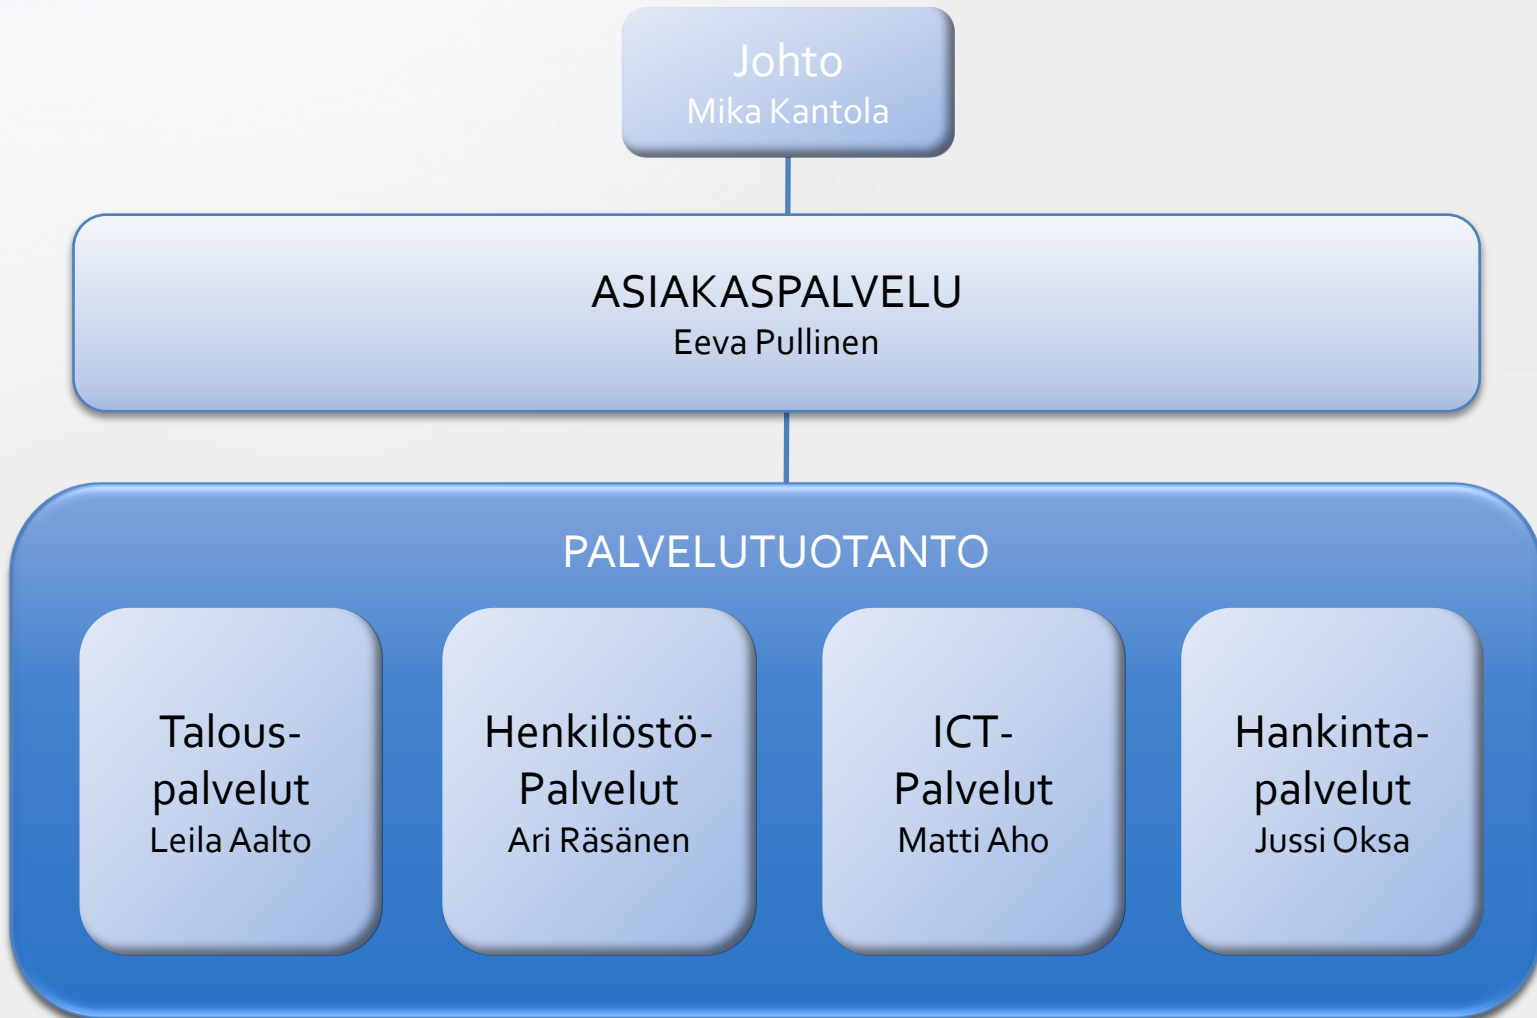 Johto
Mika Kantola
ASIAKASPALVELU
Eeva Pullinen
PALVELUTUOTANTO
Talous-
palvelut
Leila Aalto
Henkilöstö-
Palvelut
Ari Räsänen
ICT-
Palvelut
Matti Aho
Hankinta-
palvelut
Jussi Oksa